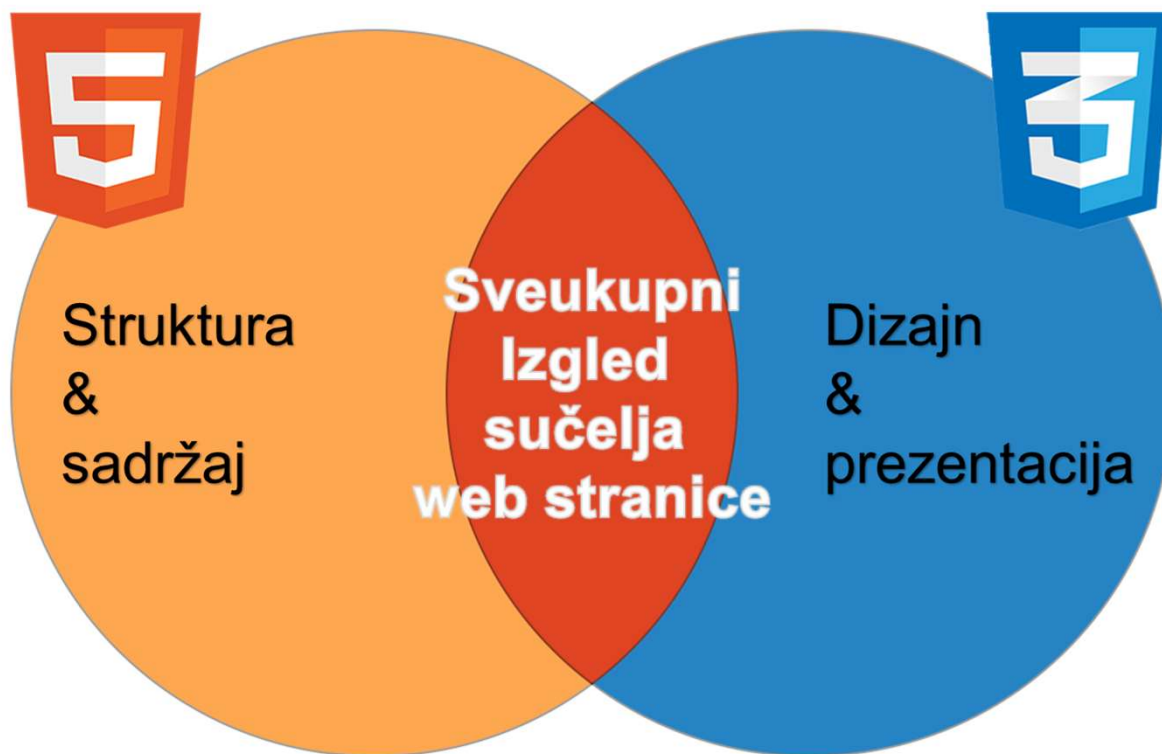 5
3
Struktura
&
sadržaj
Sveukupni
Izgled
sučelja
web stranice
Dizajn
&
prezentacija